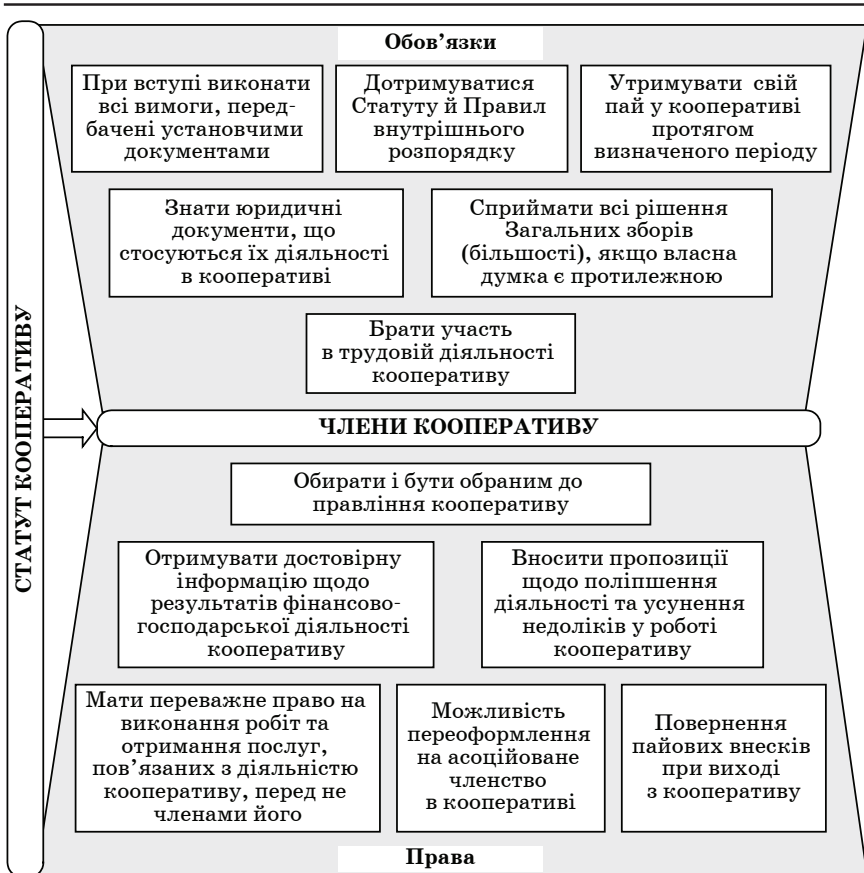 СТАТУТ КООПЕРАТИВУ
Обов’язки
При вступі виконати
всі вимоги, перед-
бачені установчими
документами
Дотримуватися
Статуту й Правил
внутрішнього
розпорядку
Утримувати свій
пай у кооперативі
протягом
визначеного періоду
Знати юридичні
документи, що
стосуються їх діяльності
в кооперативі
Сприймати всі рішення
Загальних зборів
(більшості), якщо власна
думка є протилежною
Брати участь
в трудовій діяльності
кооперативу
ЧЛЕНИ КООПЕРАТИВУ
Обирати і бути обраним до
правління кооперативу
Отримувати достовірну
інформацію щодо
результатів фінансово-
господарської діяльності
кооперативу
Вносити пропозиції
щодо поліпшення
діяльності та усунення
недоліків у роботі
кооперативу
Мати переважне право на
виконання робіт та
отримання послуг,
пов’язаних з діяльністю
кооперативу, перед не
членами його
Можливість
переоформлення
на асоційоване
членство
в кооперативі
Повернення
пайових внесків
при виході
з кооперативу
Права